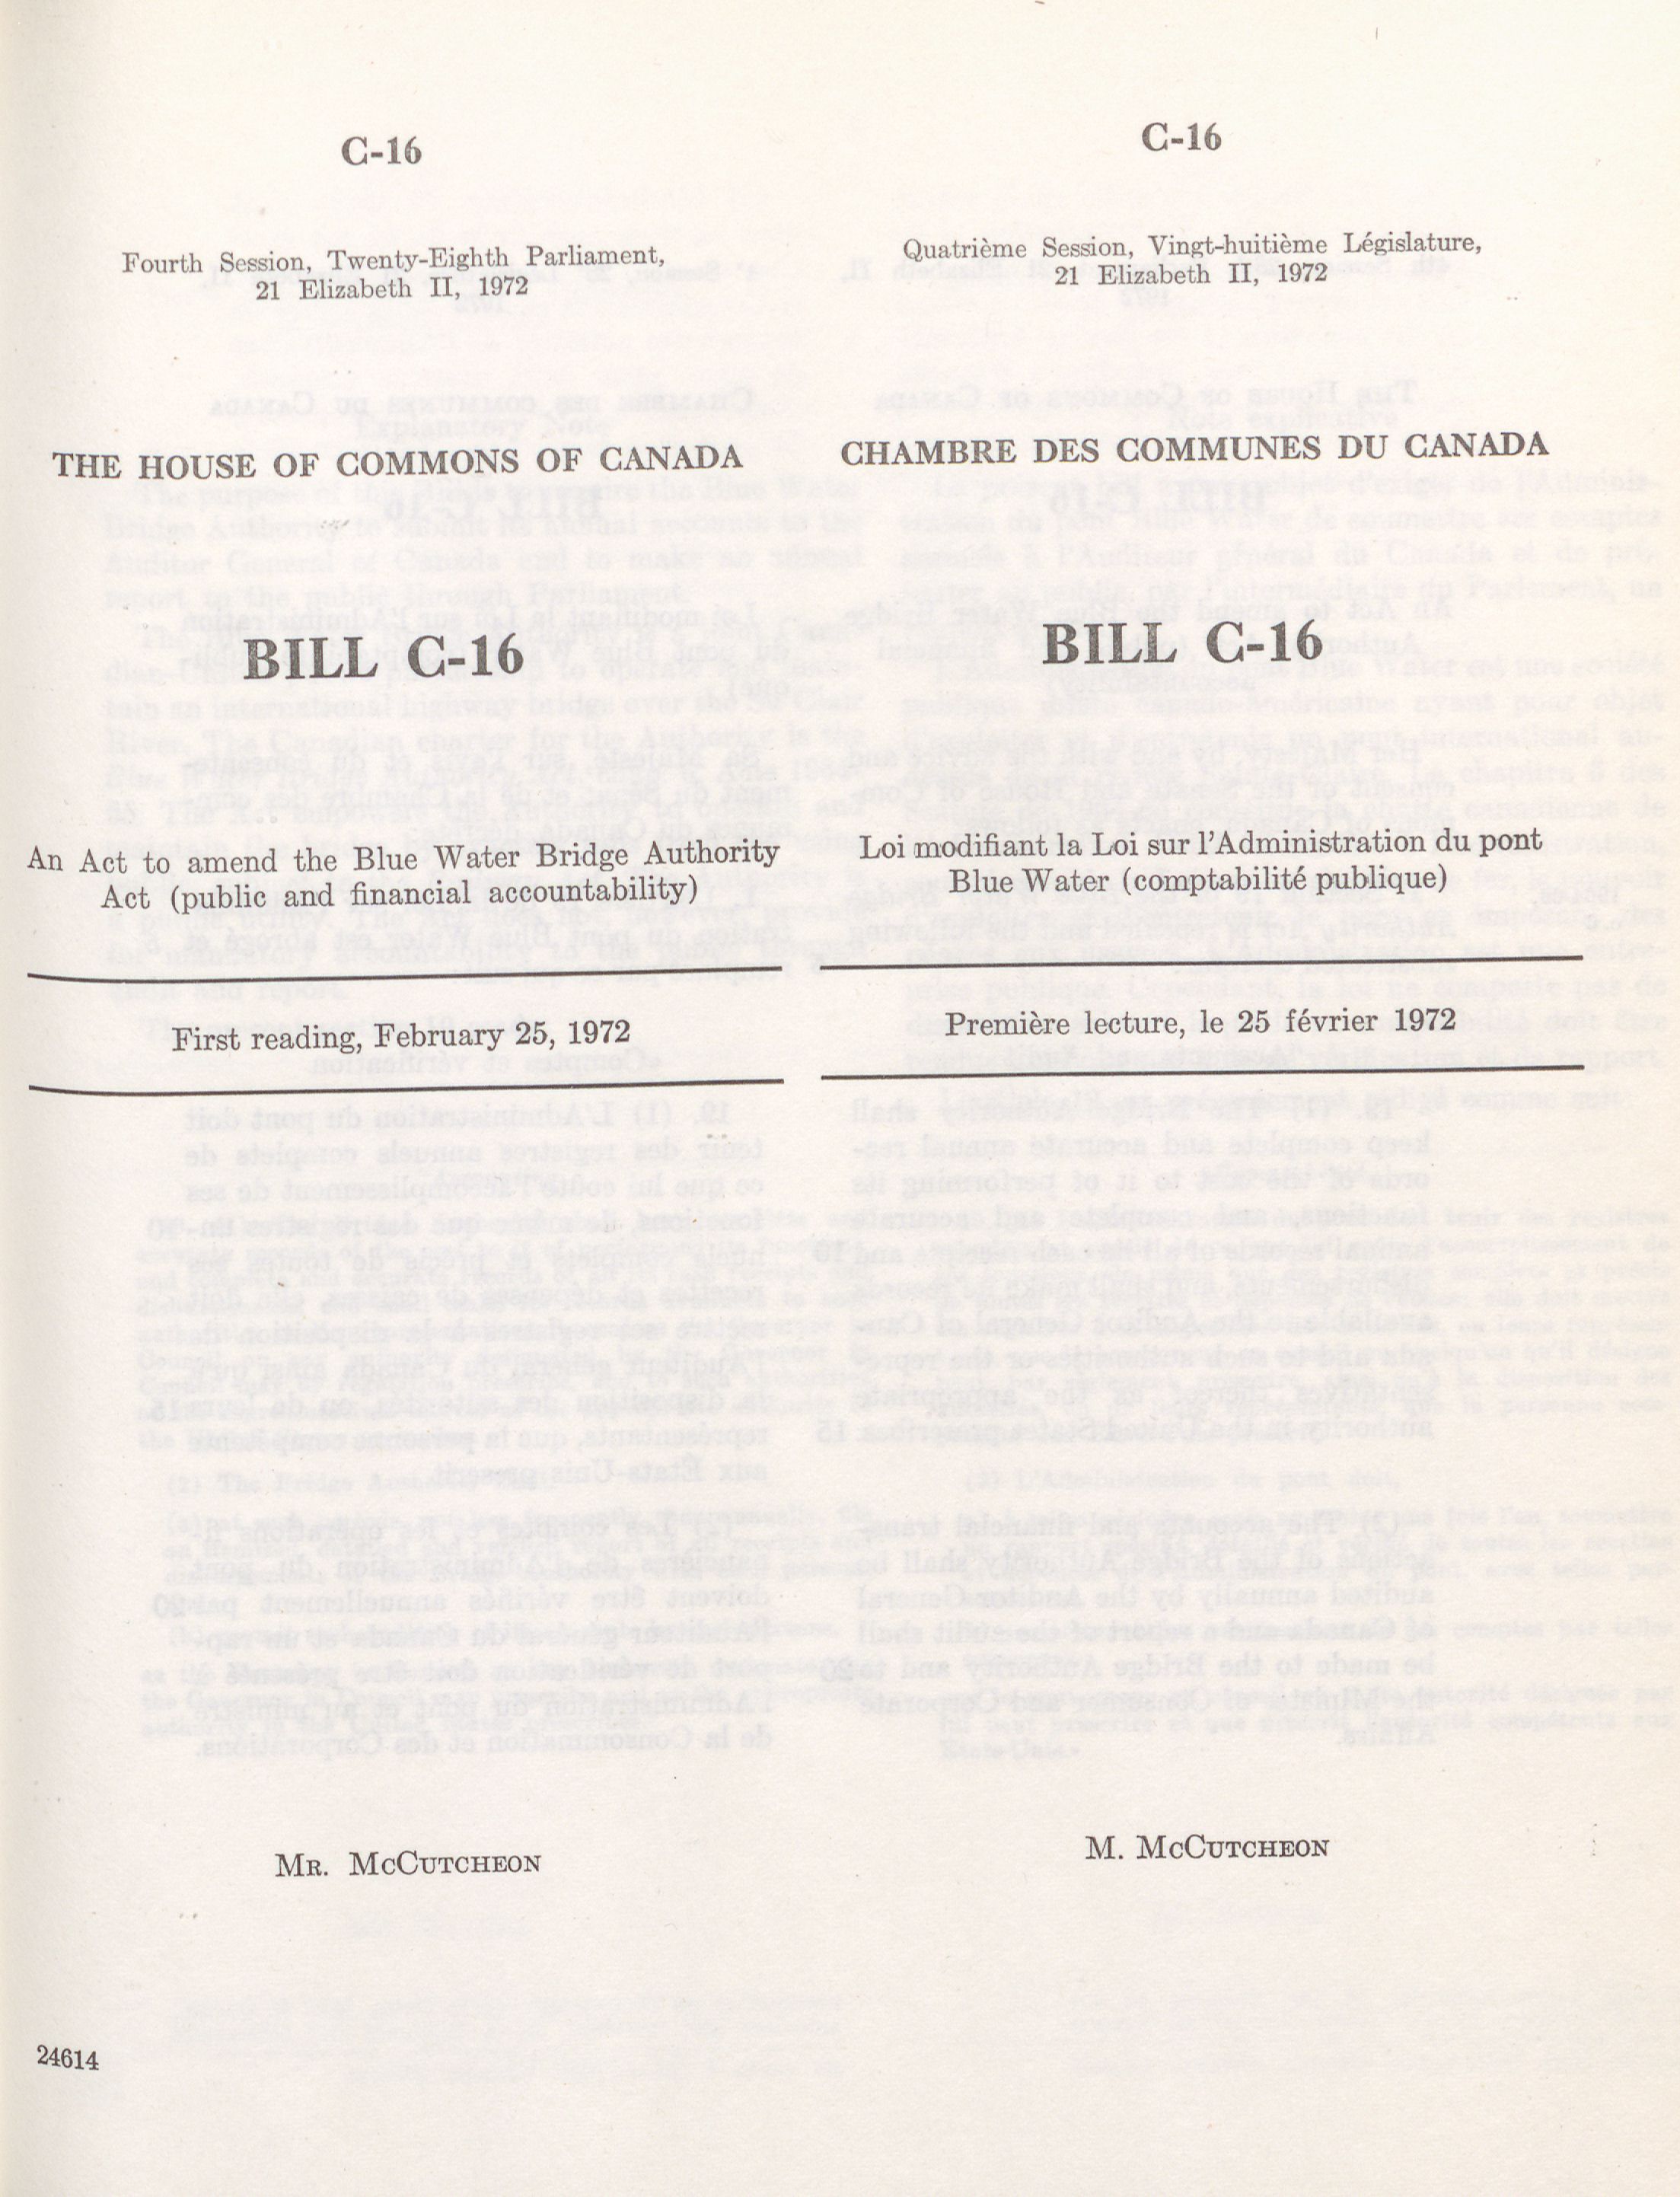 C-16
Fourth Session, Twenty-Eighth Parliament,
21 Elizabeth II, 1972
THE HOUSE OF COMMONS OF CANADA
BILL C-16
An Act to amend the Blue Water Bridge Authority
Act (public and financial accountability)
First reading, February 25, 1972
MR. MCCUTCHEON
24614
C-16
Quatrième Session, Vingt-huitième Législature,
21 Elizabeth II, 1972
CHAMBRE DES COMMUNES DU CANADA
BILL C-16
Loi modifiant la Loi sur l'Administration du pont
Blue Water (comptabilité publique)
Première lecture, le 25 février 1972
M. MCCUTCHEON